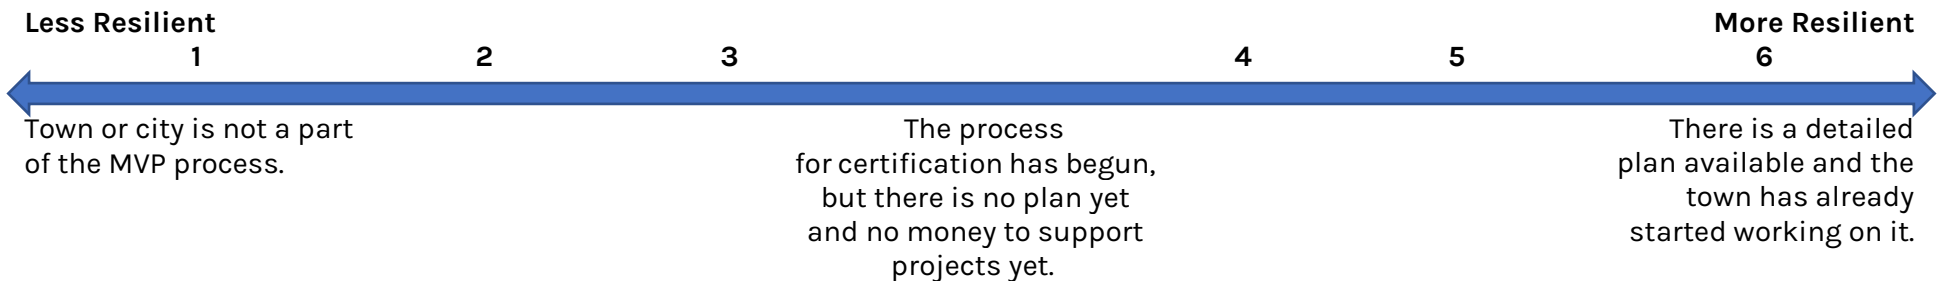 Less Resilient
More Resilient
1 2 3 4 5 6
Town or city is not a part
of the MVP process.
The process
for certification has begun,
but there is no plan yet
and no money to support
projects yet.
There is a detailed
plan available and the
town has already
started working on it.